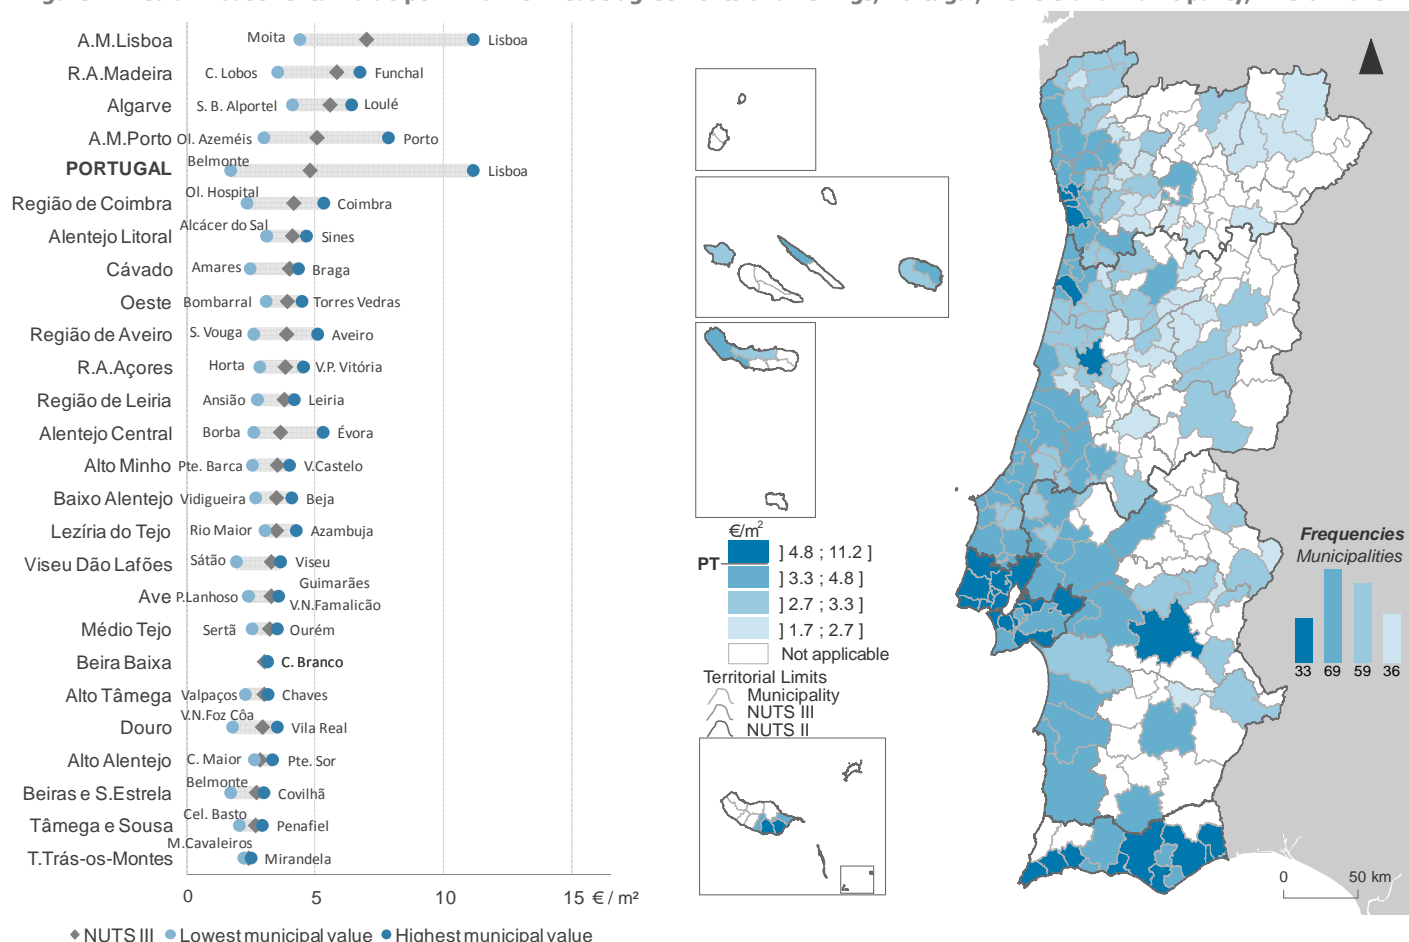 A.M.Lisboa Moita Lisboa
R.A.Madeira C. Lobos Funchal
Algarve S. B. Alportel Loulé
A.M.Porto Ol. Azeméis Porto
PORTUGAL Belmonte Lisboa
Região de Coimbra Ol. Hospital Coimbra
Alentejo Litoral Alcácer do Sal Sines
Cávado Amares Braga
Oeste Bombarral Torres Vedras
Região de Aveiro S. Vouga Aveiro
R.A.Açores Horta V.P. Vitória
Região de Leiria Ansião Leiria
Alentejo Central Borba Évora
Alto Minho Pte. Barca V.Castelo
Baixo Alentejo Vidigueira Beja
Lezíria do Tejo Rio Maior Azambuja
Viseu Dão Lafões Sátão Viseu
Guimarães
Ave P.Lanhoso V.N.Famalicão
Médio Tejo Sertã Ourém
Beira Baixa C. Branco
Alto Tâmega Valpaços Chaves
Douro V.N.Foz Côa Vila Real
Alto Alentejo C. Maior Pte. Sor
Beiras e S.Estrela Belmonte Covilhã
Tâmega e Sousa Cel. Basto Penafiel
T.Trás-os-Montes M.Cavaleiros Mirandela
0 5 10 15 € / m²
NUTS III Lowest municipal value Highest municipal value
€/m²
PT
] 4.8 ; 11.2 ]
] 3.3 ; 4.8 ]
] 2.7 ; 3.3 ]
] 1.7 ; 2.7 ]
Not applicable
Territorial Limits
Municipality
NUTS III
NUTS II
Frequencies
Municipalities
33 69 59 36
0 50 km